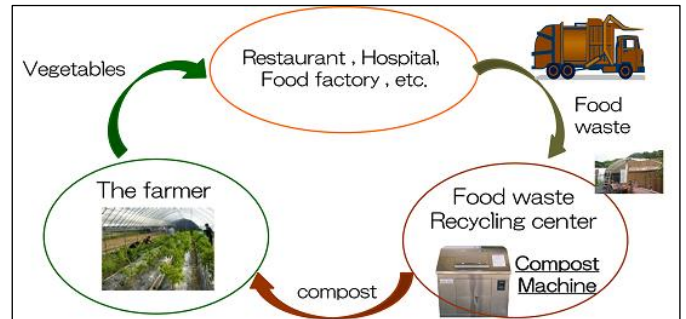 Restaurant , Hospital,
Food factory , etc.
Vegetables
Food
waste
The farmer
Food waste
Recycling center
Compost
Machine
compost